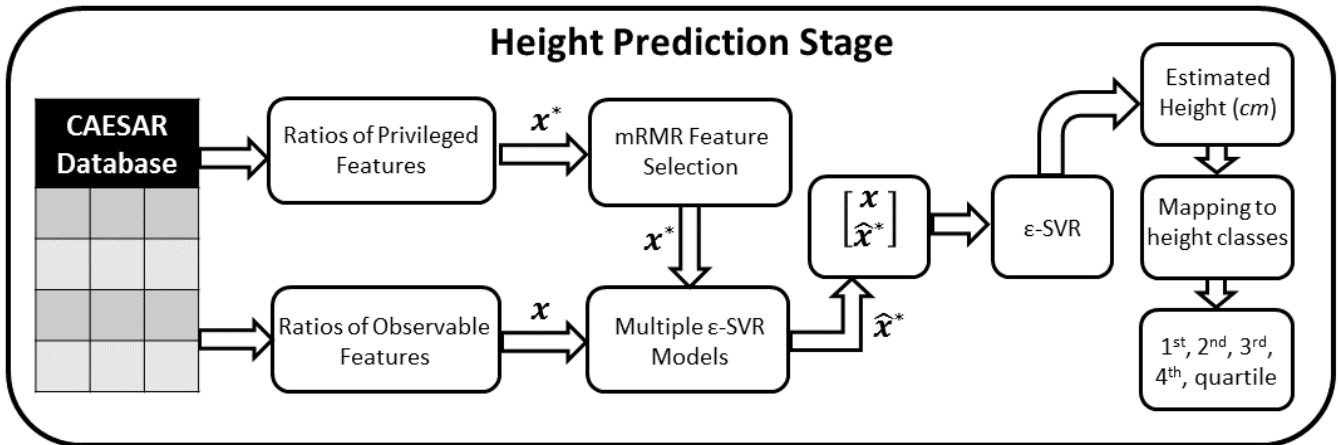 Height Prediction Stage
CAESAR
Database
Ratios of Privileged
Features
x*
mRMR Feature
Selection
x*
Ratios of Observable
Features
x
Multiple ε-SVR
Models
x̂*
[x
x̂*]
ε-SVR
Estimated
Height (cm)
Mapping to
height classes
1st, 2nd, 3rd,
4th, quartile